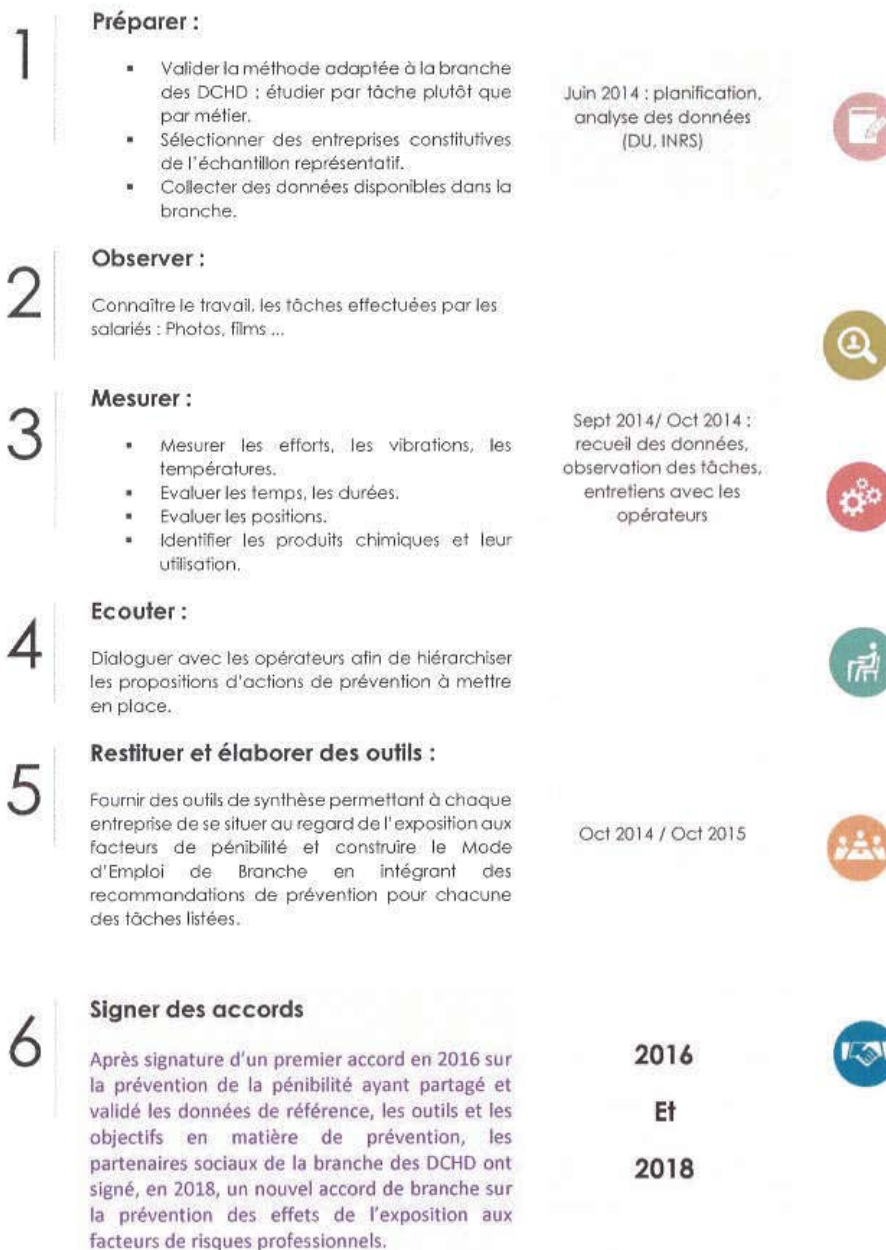 1
Préparer :
▪ Valider la méthode adaptée à la branche
des DCHD : étudier par tâche plutôt que
par métier.
▪ Sélectionner des entreprises constitutives
de l'échantillon représentatif.
▪ Collecter des données disponibles dans la
branche.
Juin 2014 : planification,
analyse des données
(DU, INRS)
2
Observer :
Connaître le travail, les tâches effectuées par les
salariés : Photos, films ...
3
Mesurer :
▪ Mesurer les efforts, les vibrations, les
températures.
▪ Evaluer les temps, les durées.
▪ Evaluer les positions.
▪ Identifier les produits chimiques et leur
utilisation.
Sept 2014/ Oct 2014 :
recueil des données,
observation des tâches,
entretiens avec les
opérateurs
4
Ecouter :
Dialoguer avec les opérateurs afin de hiérarchiser
les propositions d'actions de prévention à mettre
en place.
5
Restituer et élaborer des outils :
Fournir des outils de synthèse permettant à chaque
entreprise de se situer au regard de l'exposition aux
facteurs de pénibilité et construire le Mode
d'Emploi de Branche en intégrant des
recommandations de prévention pour chacune
des tâches listées.
Oct 2014 / Oct 2015
6
Signer des accords
Après signature d'un premier accord en 2016 sur
la prévention de la pénibilité ayant partagé et
validé les données de référence, les outils et les
objectifs en matière de prévention, les
partenaires sociaux de la branche des DCHD ont
signé, en 2018, un nouvel accord de branche sur
la prévention des effets de l'exposition aux
facteurs de risques professionnels.
2016
Et
2018